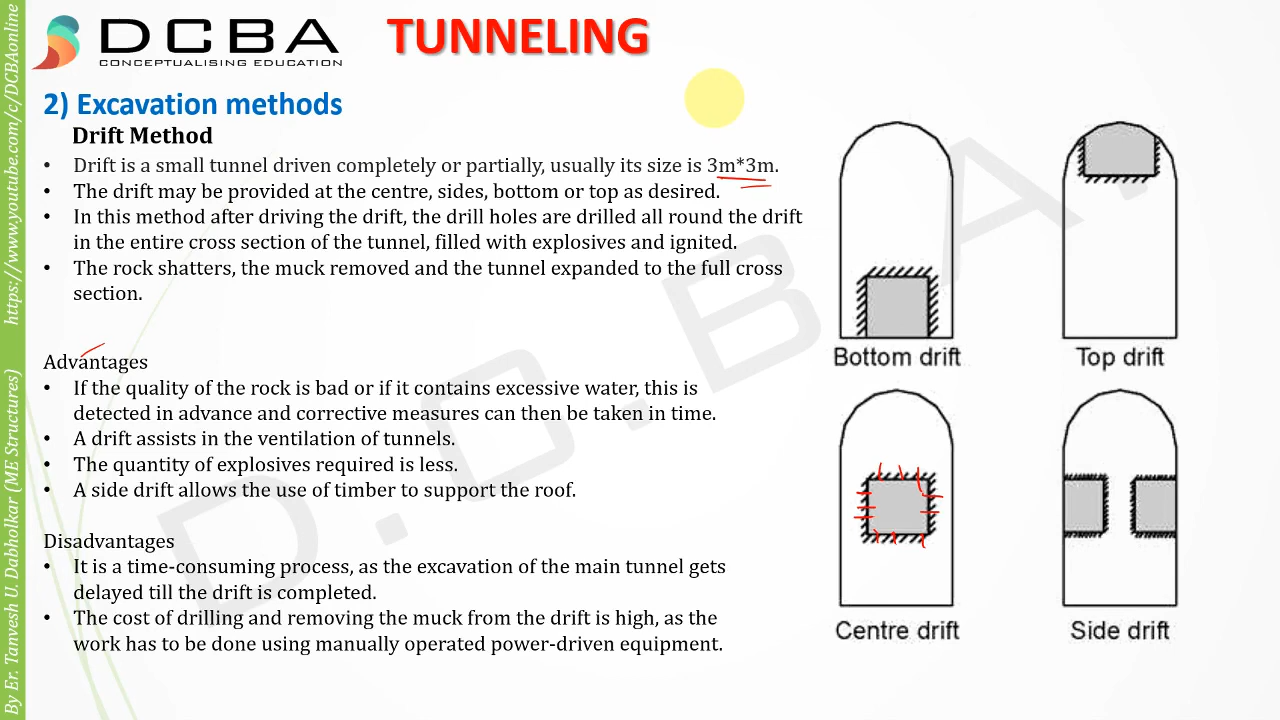 DCBA
CONCEPTUALISING EDUCATION
TUNNELING
2) Excavation methods
Drift Method
• Drift is a small tunnel driven completely or partially, usually its size is 3m*3m.
• The drift may be provided at the centre, sides, bottom or top as desired.
• In this method after driving the drift, the drill holes are drilled all round the drift
in the entire cross section of the tunnel, filled with explosives and ignited.
• The rock shatters, the muck removed and the tunnel expanded to the full cross
section.
Advantages
• If the quality of the rock is bad or if it contains excessive water, this is
detected in advance and corrective measures can then be taken in time.
• A drift assists in the ventilation of tunnels.
• The quantity of explosives required is less.
• A side drift allows the use of timber to support the roof.
Disadvantages
• It is a time-consuming process, as the excavation of the main tunnel gets
delayed till the drift is completed.
• The cost of drilling and removing the muck from the drift is high, as the
work has to be done using manually operated power-driven equipment.
Bottom drift
Top drift
Centre drift
Side drift
D.C.B.A.
By Er. Tanvesh U. Dabholkar (ME Structures) https://www.youtube.com/c/DCBAonline